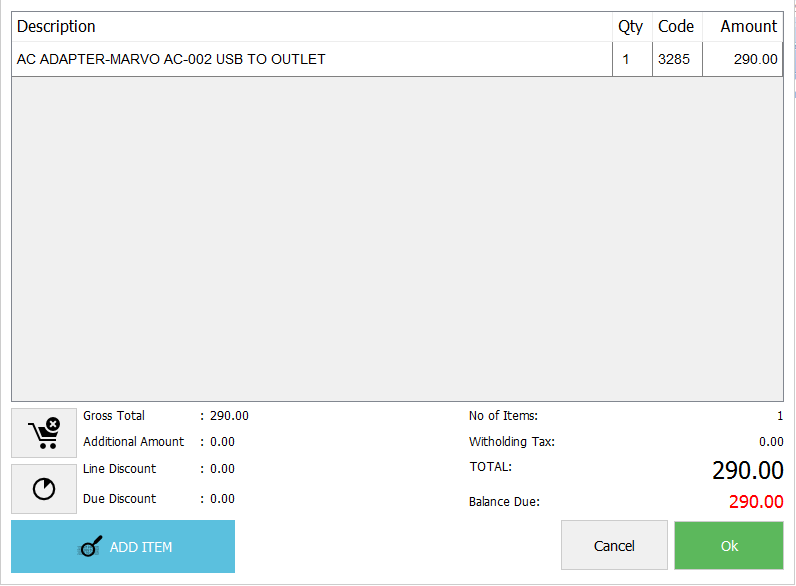 Description Qty Code Amount
AC ADAPTER-MARVO AC-002 USB TO OUTLET 1 3285 290.00
Gross Total : 290.00 No of Items: 1
Additional Amount : 0.00 Witholding Tax: 0.00
Line Discount : 0.00 TOTAL: 290.00
Due Discount : 0.00 Balance Due: 290.00
ADD ITEM Cancel Ok